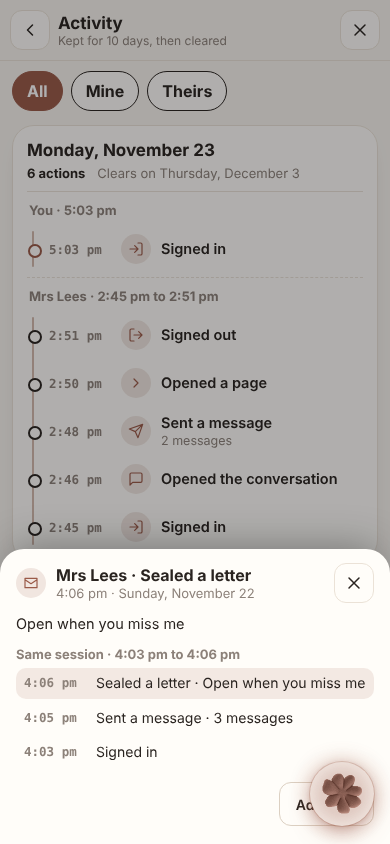 Activity
Kept for 10 days, then cleared
All
Mine
Theirs
Monday, November 23
6 actions Clears on Thursday, December 3
You · 5:03 pm
5:03 pm Signed in
Mrs Lees · 2:45 pm to 2:51 pm
2:51 pm Signed out
2:50 pm Opened a page
2:48 pm Sent a message
2 messages
2:46 pm Opened the conversation
2:45 pm Signed in
Mrs Lees · Sealed a letter
4:06 pm · Sunday, November 22
Open when you miss me
Same session · 4:03 pm to 4:06 pm
4:06 pm Sealed a letter · Open when you miss me
4:05 pm Sent a message · 3 messages
4:03 pm Signed in